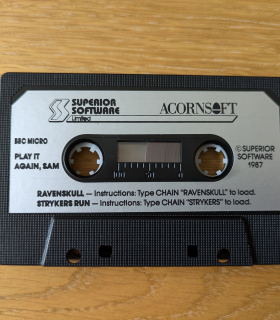 SUPERIOR
SOFTWARE
Limited
ACORNSOFT
BBC MICRO
PLAY IT
AGAIN, SAM
©SUPERIOR
SOFTWARE
1987
100 50 0
RAVENSKULL — Instructions: Type CHAIN "RAVENSKULL" to load.
STRYKERS RUN — Instructions: Type CHAIN "STRYKERS" to load.